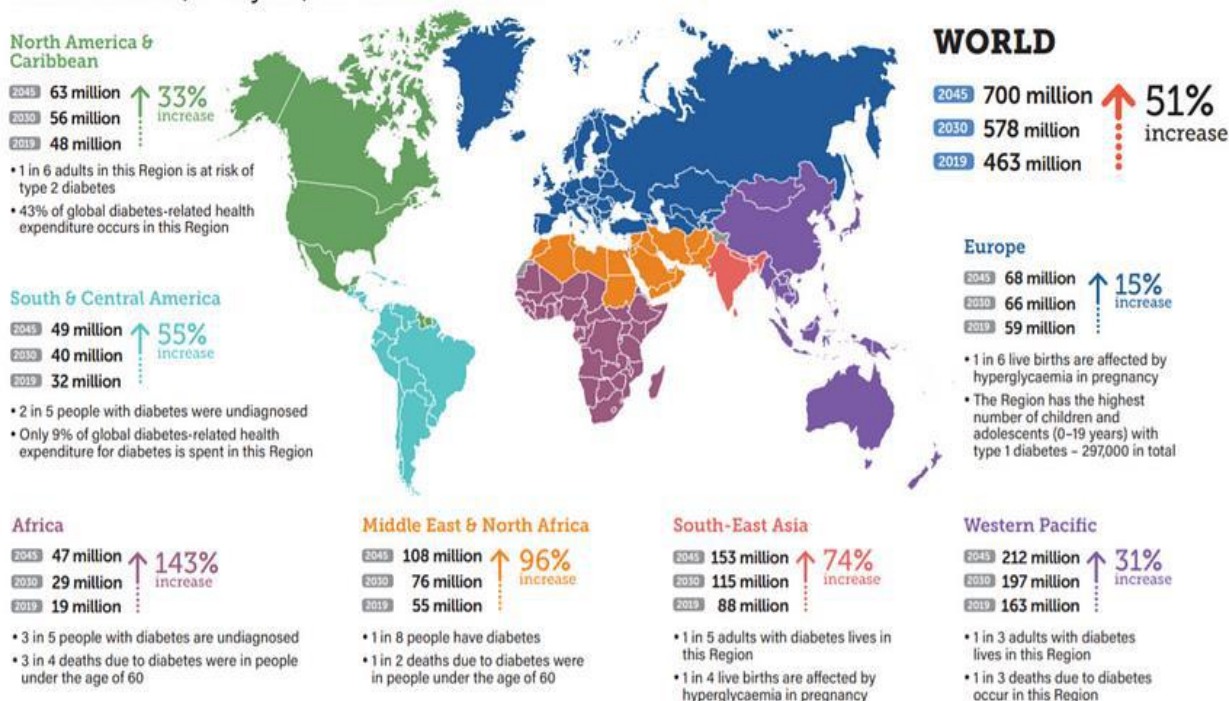 North America &
Caribbean
2045 63 million
2030 56 million
2019 48 million
33%
increase
• 1 in 6 adults in this Region is at risk of
type 2 diabetes
• 43% of global diabetes-related health
expenditure occurs in this Region
South & Central America
2045 49 million
2030 40 million
2019 32 million
55%
increase
• 2 in 5 people with diabetes were undiagnosed
• Only 9% of global diabetes-related health
expenditure for diabetes is spent in this Region
WORLD
2045 700 million
2030 578 million
2019 463 million
51%
increase
Europe
2045 68 million
2030 66 million
2019 59 million
15%
increase
• 1 in 6 live births are affected by
hyperglycaemia in pregnancy
• The Region has the highest
number of children and
adolescents (0–19 years) with
type 1 diabetes – 297,000 in total
Africa
2045 47 million
2030 29 million
2019 19 million
143%
increase
• 3 in 5 people with diabetes are undiagnosed
• 3 in 4 deaths due to diabetes were in people
under the age of 60
Middle East & North Africa
2045 108 million
2030 76 million
2019 55 million
96%
increase
• 1 in 8 people have diabetes
• 1 in 2 deaths due to diabetes were
in people under the age of 60
South-East Asia
2045 153 million
2030 115 million
2019 88 million
74%
increase
• 1 in 5 adults with diabetes lives in
this Region
• 1 in 4 live births are affected by
hyperglycaemia in pregnancy
Western Pacific
2045 212 million
2030 197 million
2019 163 million
31%
increase
• 1 in 3 adults with diabetes
lives in this Region
• 1 in 3 deaths due to diabetes
occur in this Region